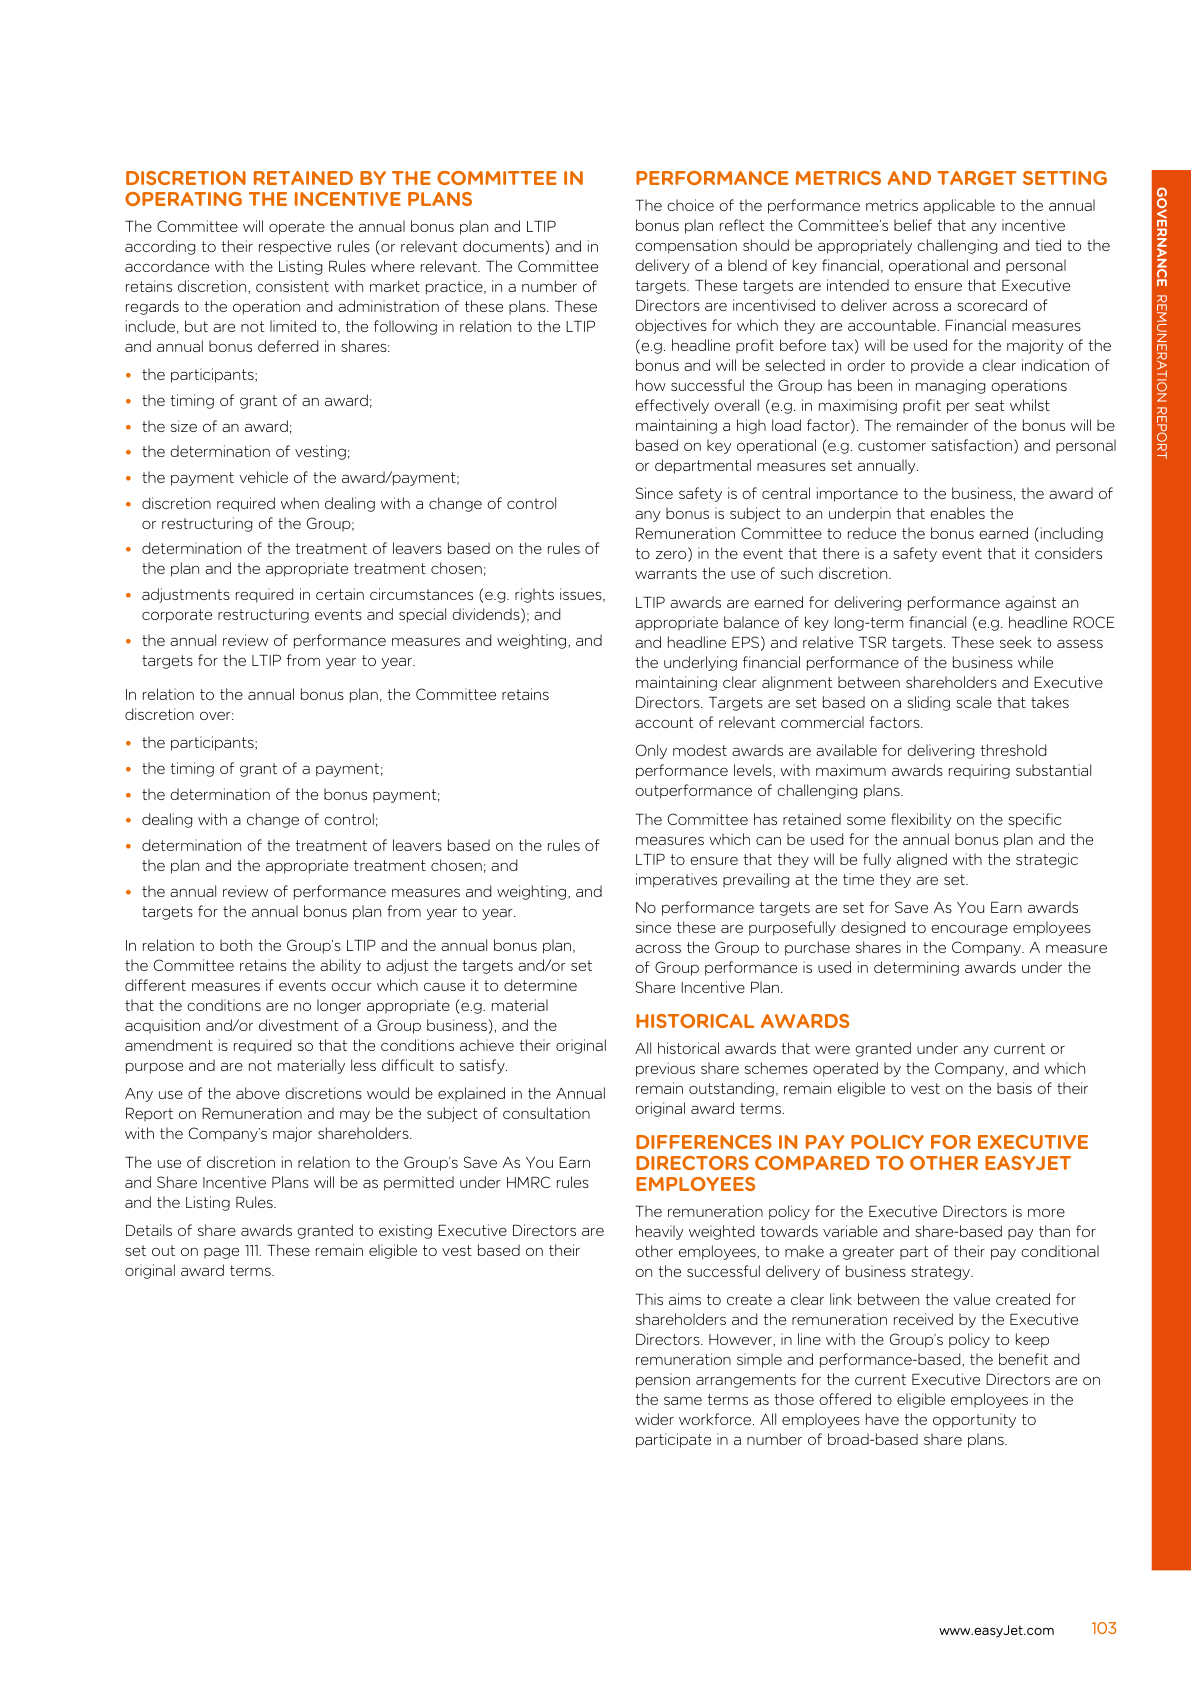 DISCRETION RETAINED BY THE COMMITTEE IN
OPERATING THE INCENTIVE PLANS
The Committee will operate the annual bonus plan and LTIP
according to their respective rules (or relevant documents) and in
accordance with the Listing Rules where relevant. The Committee
retains discretion, consistent with market practice, in a number of
regards to the operation and administration of these plans. These
include, but are not limited to, the following in relation to the LTIP
and annual bonus deferred in shares:
• the participants;
• the timing of grant of an award;
• the size of an award;
• the determination of vesting;
• the payment vehicle of the award/payment;
• discretion required when dealing with a change of control
or restructuring of the Group;
• determination of the treatment of leavers based on the rules of
the plan and the appropriate treatment chosen;
• adjustments required in certain circumstances (e.g. rights issues,
corporate restructuring events and special dividends); and
• the annual review of performance measures and weighting, and
targets for the LTIP from year to year.
In relation to the annual bonus plan, the Committee retains
discretion over:
• the participants;
• the timing of grant of a payment;
• the determination of the bonus payment;
• dealing with a change of control;
• determination of the treatment of leavers based on the rules of
the plan and the appropriate treatment chosen; and
• the annual review of performance measures and weighting, and
targets for the annual bonus plan from year to year.
In relation to both the Group's LTIP and the annual bonus plan,
the Committee retains the ability to adjust the targets and/or set
different measures if events occur which cause it to determine
that the conditions are no longer appropriate (e.g. material
acquisition and/or divestment of a Group business), and the
amendment is required so that the conditions achieve their original
purpose and are not materially less difficult to satisfy.
Any use of the above discretions would be explained in the Annual
Report on Remuneration and may be the subject of consultation
with the Company's major shareholders.
The use of discretion in relation to the Group's Save As You Earn
and Share Incentive Plans will be as permitted under HMRC rules
and the Listing Rules.
Details of share awards granted to existing Executive Directors are
set out on page 111. These remain eligible to vest based on their
original award terms.
PERFORMANCE METRICS AND TARGET SETTING
The choice of the performance metrics applicable to the annual
bonus plan reflect the Committee's belief that any incentive
compensation should be appropriately challenging and tied to the
delivery of a blend of key financial, operational and personal
targets. These targets are intended to ensure that Executive
Directors are incentivised to deliver across a scorecard of
objectives for which they are accountable. Financial measures
(e.g. headline profit before tax) will be used for the majority of the
bonus and will be selected in order to provide a clear indication of
how successful the Group has been in managing operations
effectively overall (e.g. in maximising profit per seat whilst
maintaining a high load factor). The remainder of the bonus will be
based on key operational (e.g. customer satisfaction) and personal
or departmental measures set annually.
Since safety is of central importance to the business, the award of
any bonus is subject to an underpin that enables the
Remuneration Committee to reduce the bonus earned (including
to zero) in the event that there is a safety event that it considers
warrants the use of such discretion.
LTIP awards are earned for delivering performance against an
appropriate balance of key long-term financial (e.g. headline ROCE
and headline EPS) and relative TSR targets. These seek to assess
the underlying financial performance of the business while
maintaining clear alignment between shareholders and Executive
Directors. Targets are set based on a sliding scale that takes
account of relevant commercial factors.
Only modest awards are available for delivering threshold
performance levels, with maximum awards requiring substantial
outperformance of challenging plans.
The Committee has retained some flexibility on the specific
measures which can be used for the annual bonus plan and the
LTIP to ensure that they will be fully aligned with the strategic
imperatives prevailing at the time they are set.
No performance targets are set for Save As You Earn awards
since these are purposefully designed to encourage employees
across the Group to purchase shares in the Company. A measure
of Group performance is used in determining awards under the
Share Incentive Plan.
HISTORICAL AWARDS
All historical awards that were granted under any current or
previous share schemes operated by the Company, and which
remain outstanding, remain eligible to vest on the basis of their
original award terms.
DIFFERENCES IN PAY POLICY FOR EXECUTIVE
DIRECTORS COMPARED TO OTHER EASYJET
EMPLOYEES
The remuneration policy for the Executive Directors is more
heavily weighted towards variable and share-based pay than for
other employees, to make a greater part of their pay conditional
on the successful delivery of business strategy.
This aims to create a clear link between the value created for
shareholders and the remuneration received by the Executive
Directors. However, in line with the Group's policy to keep
remuneration simple and performance-based, the benefit and
pension arrangements for the current Executive Directors are on
the same terms as those offered to eligible employees in the
wider workforce. All employees have the opportunity to
participate in a number of broad-based share plans.
GOVERNANCE REMUNERATION REPORT
www.easyJet.com 103